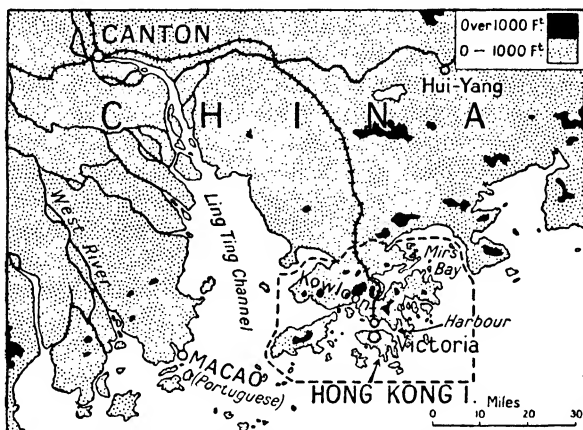 CANTON
Over 1000 Ft
0 – 1000 Ft
Hui-Yang
C H I N A
West River
Ling Ting Channel
Mirs
Bay
Kowloon
Harbour
Victoria
MACAO
(Portuguese)
HONG KONG I.
Miles
0 10 20 30